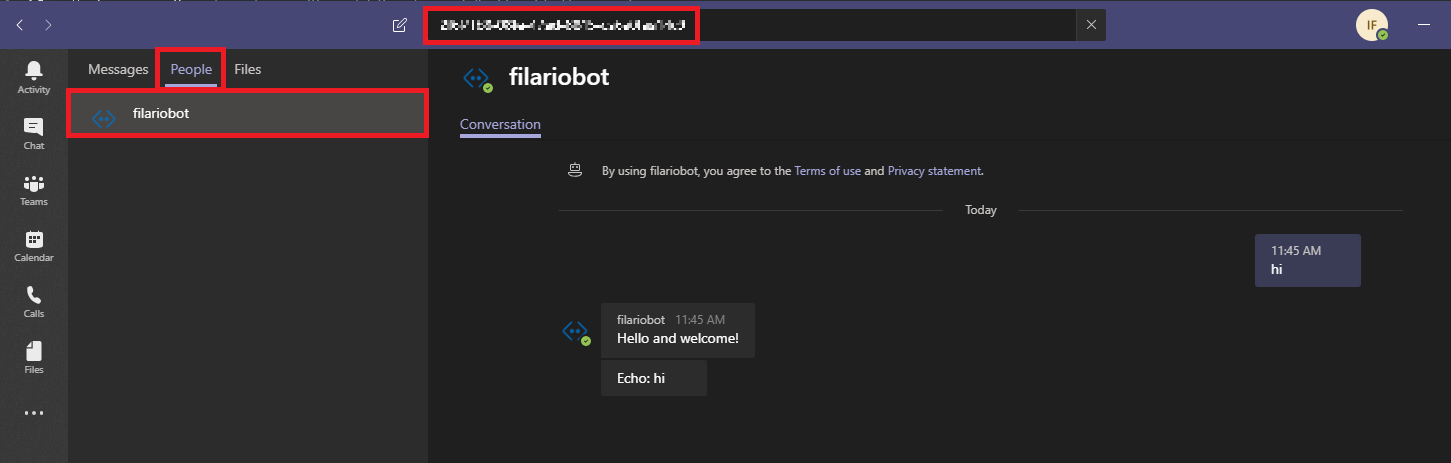 IF
Activity
Chat
Teams
Calendar
Calls
Files
Messages People Files
filariobot
filariobot
Conversation
By using filariobot, you agree to the Terms of use and Privacy statement.
Today
11:45 AM
hi
filariobot 11:45 AM
Hello and welcome!
Echo: hi